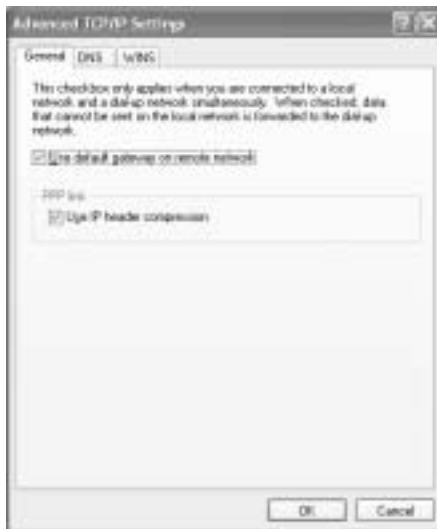 Advanced TCP/IP Settings
General DNS WINS
This checkbox only applies when you are connected to a local
network and a dial-up network simultaneously. When checked, data
that cannot be sent on the local network is forwarded to the dial-up
network.
Use default gateway on remote network
PPP link
Use IP header compression
OK Cancel